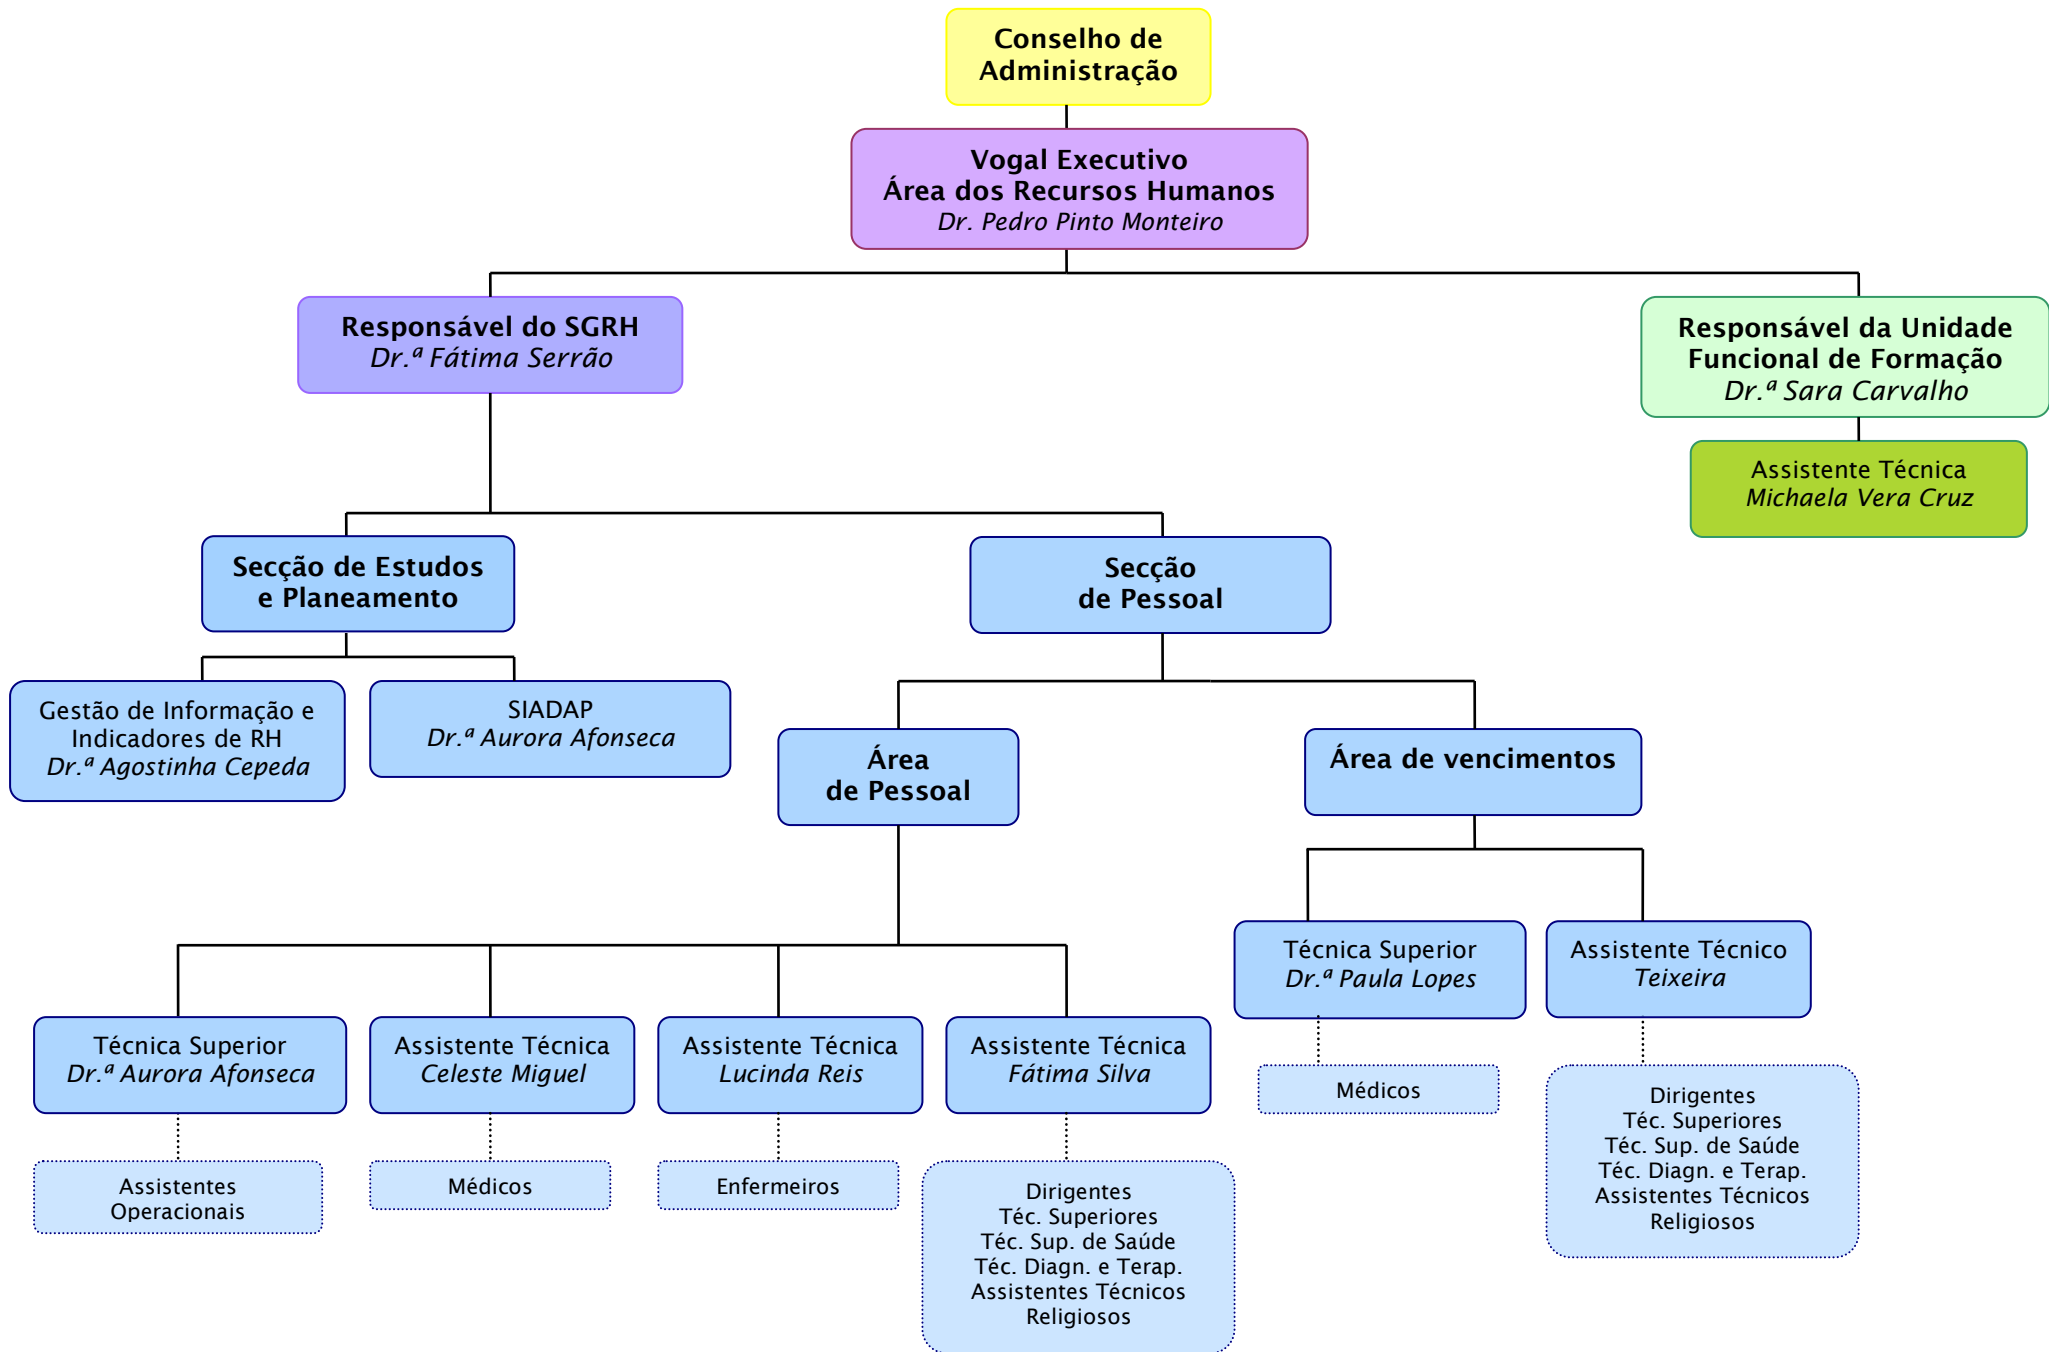 Conselho de
Administração
Vogal Executivo
Área dos Recursos Humanos
Dr. Pedro Pinto Monteiro
Responsável do SGRH
Dr.ª Fátima Serrão
Responsável da Unidade
Funcional de Formação
Dr.ª Sara Carvalho
Assistente Técnica
Michaela Vera Cruz
Secção de Estudos
e Planeamento
Secção
de Pessoal
Gestão de Informação e
Indicadores de RH
Dr.ª Agostinha Cepeda
SIADAP
Dr.ª Aurora Afonseca
Área
de Pessoal
Área de vencimentos
Técnica Superior
Dr.ª Paula Lopes
Assistente Técnico
Teixeira
Técnica Superior
Dr.ª Aurora Afonseca
Assistente Técnica
Celeste Miguel
Assistente Técnica
Lucinda Reis
Assistente Técnica
Fátima Silva
Médicos
Dirigentes
Téc. Superiores
Téc. Sup. de Saúde
Téc. Diagn. e Terap.
Assistentes Técnicos
Religiosos
Assistentes
Operacionais
Médicos
Enfermeiros
Dirigentes
Téc. Superiores
Téc. Sup. de Saúde
Téc. Diagn. e Terap.
Assistentes Técnicos
Religiosos